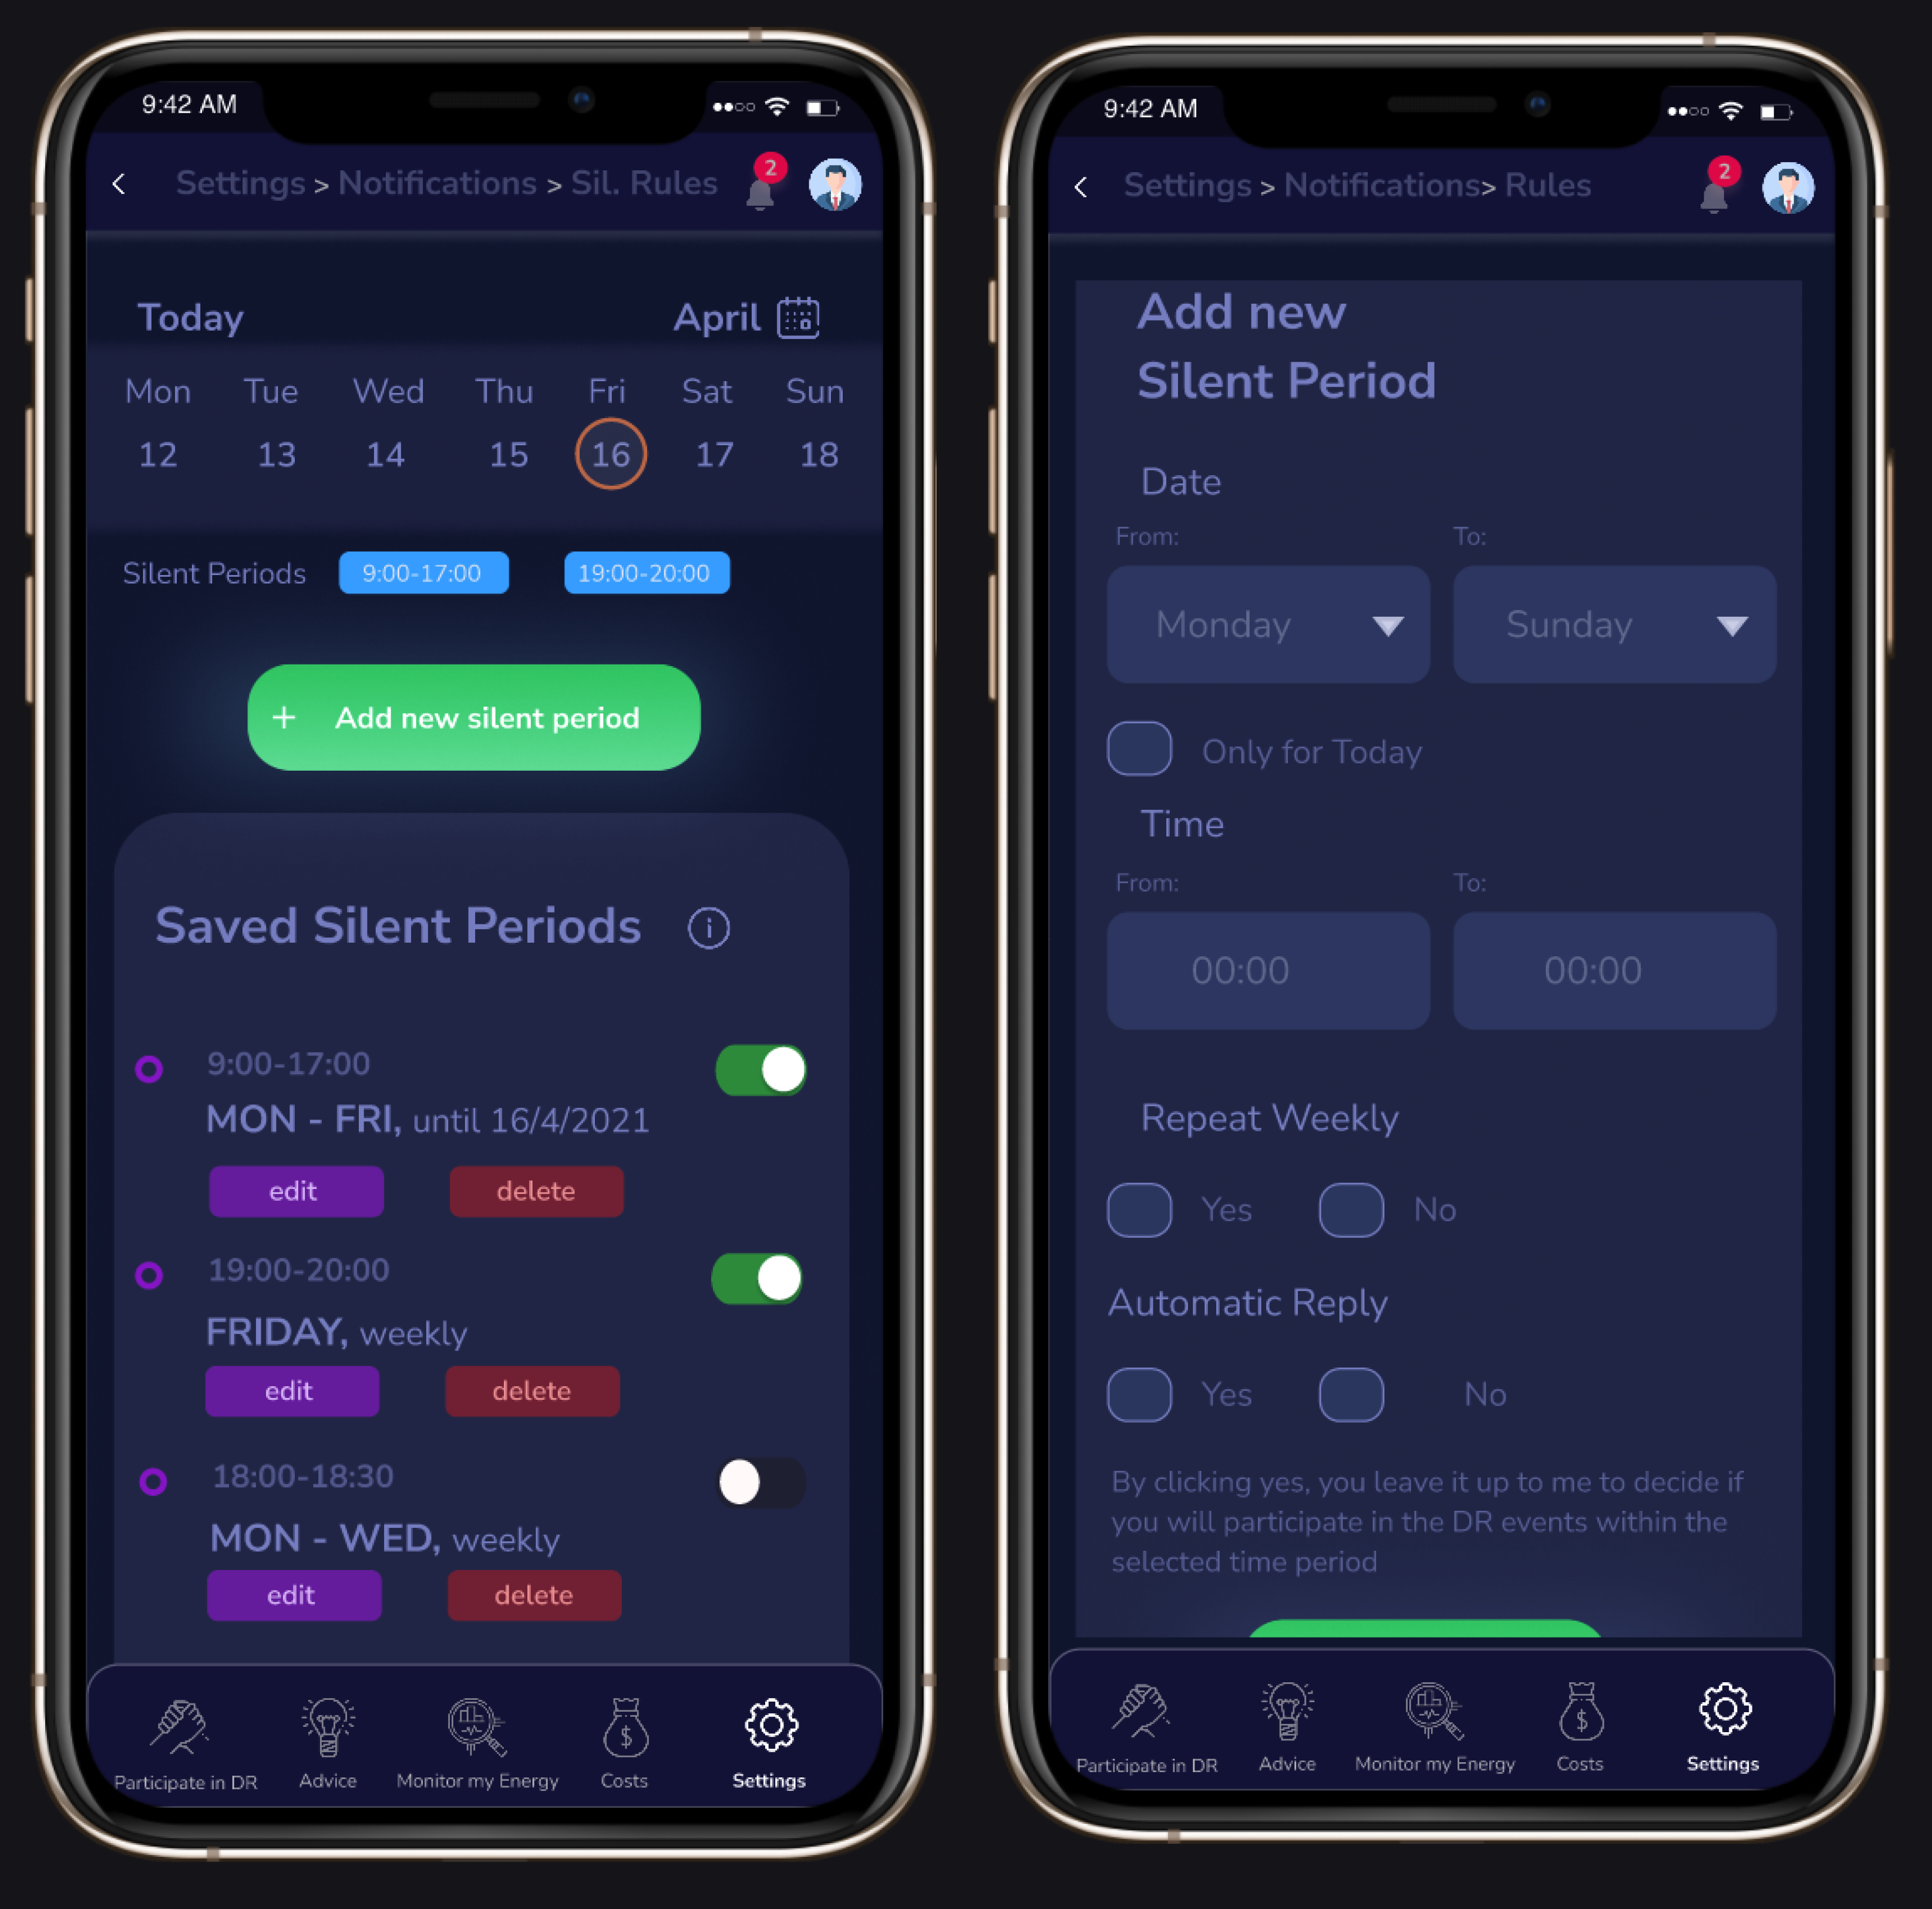 9:42 AM
Settings > Notifications > Sil. Rules
2
Today
April
Mon Tue Wed Thu Fri Sat Sun
12 13 14 15 16 17 18
Silent Periods 9:00-17:00 19:00-20:00
+ Add new silent period
Saved Silent Periods i
9:00-17:00
MON - FRI, until 16/4/2021
edit delete
19:00-20:00
FRIDAY, weekly
edit delete
18:00-18:30
MON - WED, weekly
edit delete
$
Participate in DR Advice Monitor my Energy Costs Settings
9:42 AM
Settings > Notifications> Rules
2
Add new
Silent Period
Date
From: To:
Monday Sunday
Only for Today
Time
From: To:
00:00 00:00
Repeat Weekly
Yes No
Automatic Reply
Yes No
By clicking yes, you leave it up to me to decide if
you will participate in the DR events within the
selected time period
$
Participate in DR Advice Monitor my Energy Costs Settings